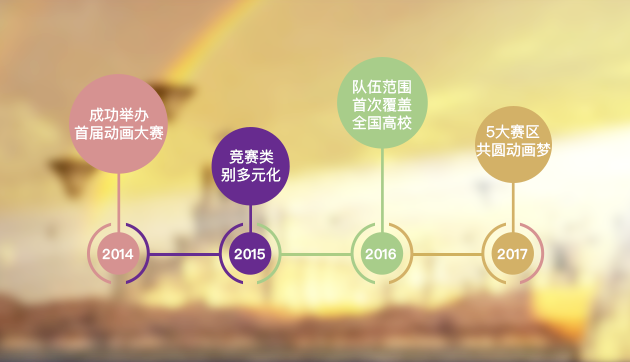 成功举办
首届动画大赛
竞赛类
别多元化
队伍范围
首次覆盖
全国高校
5大赛区
共圆动画梦
2014
2015
2016
2017